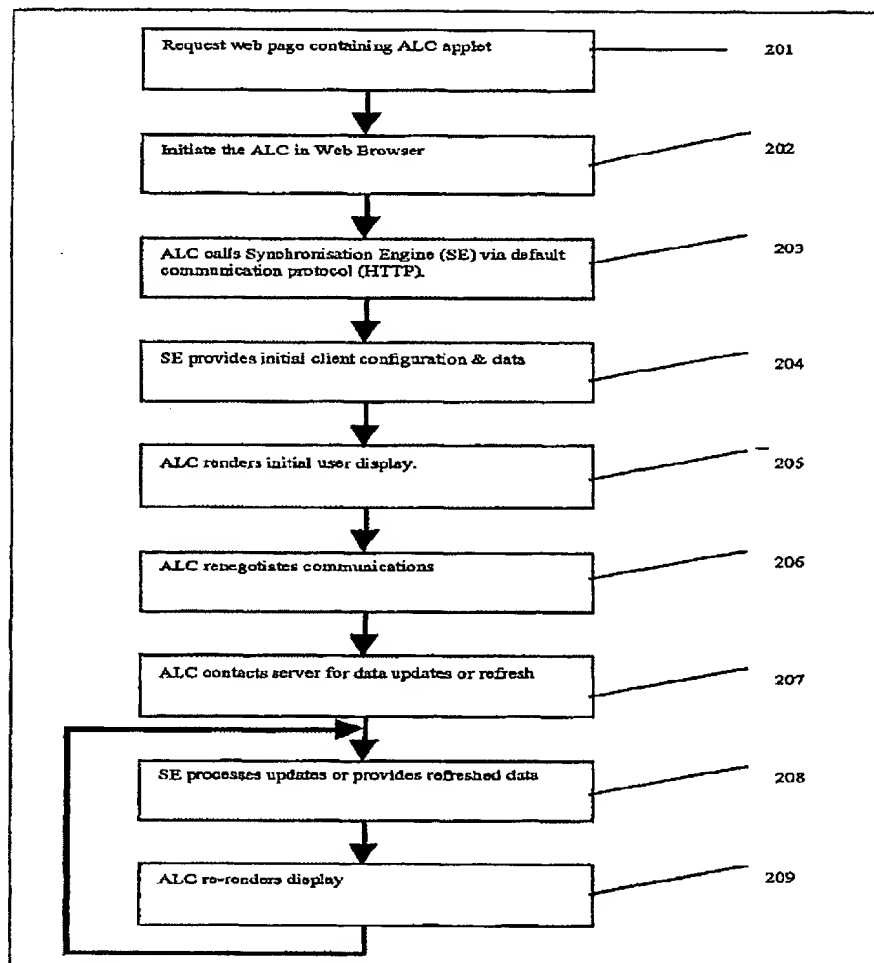 Request web page containing ALC applet
201
Initiate the ALC in Web Browser
202
ALC calls Synchronisation Engine (SE) via default
communication protocol (HTTP).
203
SE provides initial client configuration & data
204
ALC renders initial user display.
205
ALC renegotiates communications
206
ALC contacts server for data updates or refresh
207
SE processes updates or provides refreshed data
208
ALC re-renders display
209